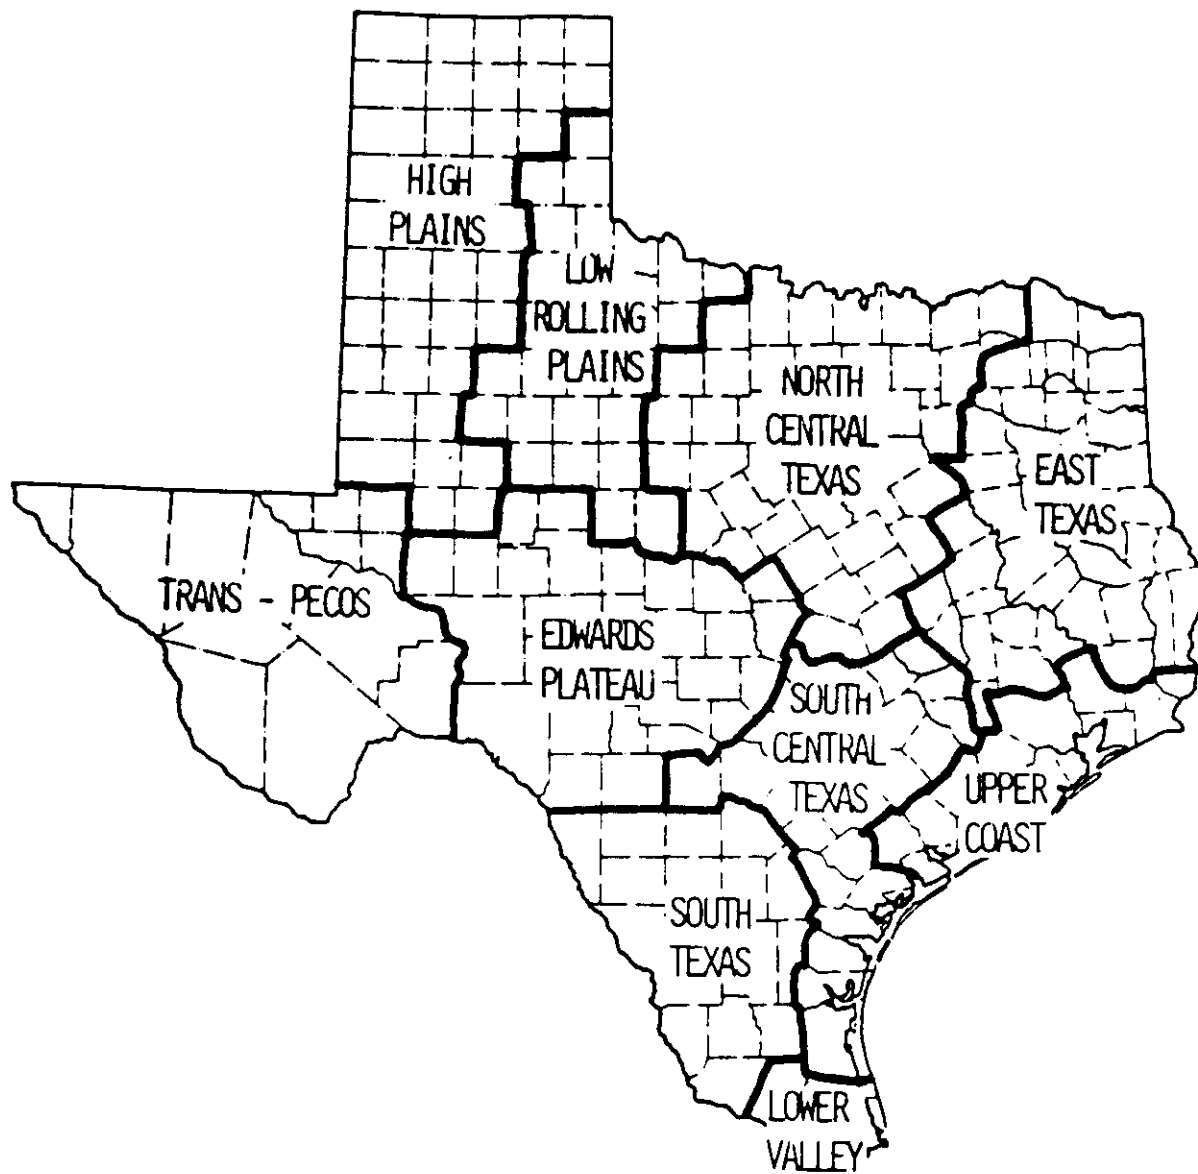 HIGH
PLAINS
LOW
ROLLING
PLAINS
NORTH
CENTRAL
TEXAS
EAST
TEXAS
TRANS - PECOS
EDWARDS
PLATEAU
SOUTH
CENTRAL
TEXAS
UPPER
COAST
SOUTH
TEXAS
LOWER
VALLEY